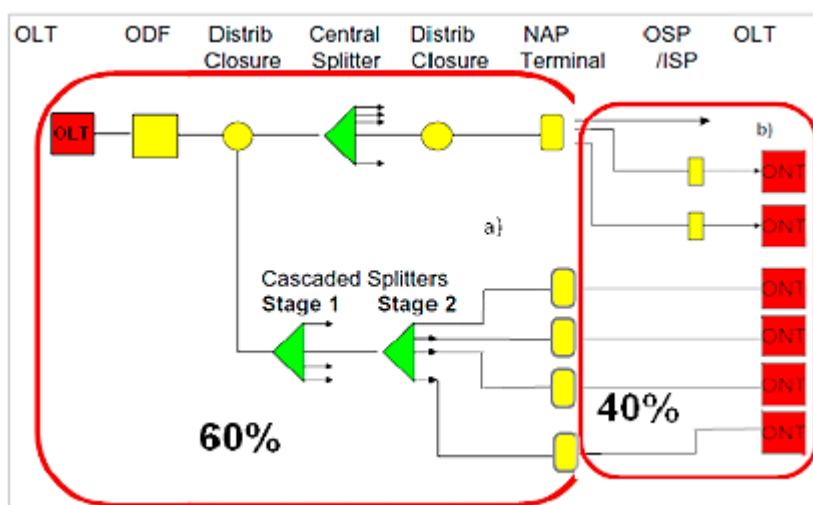 OLT ODF Distrib Central Distrib NAP OSP OLT
Closure Splitter Closure Terminal /ISP
OLT
b)
ONT
ONT
a)
Cascaded Splitters
Stage 1 Stage 2
ONT
ONT
ONT
40%
ONT
60%